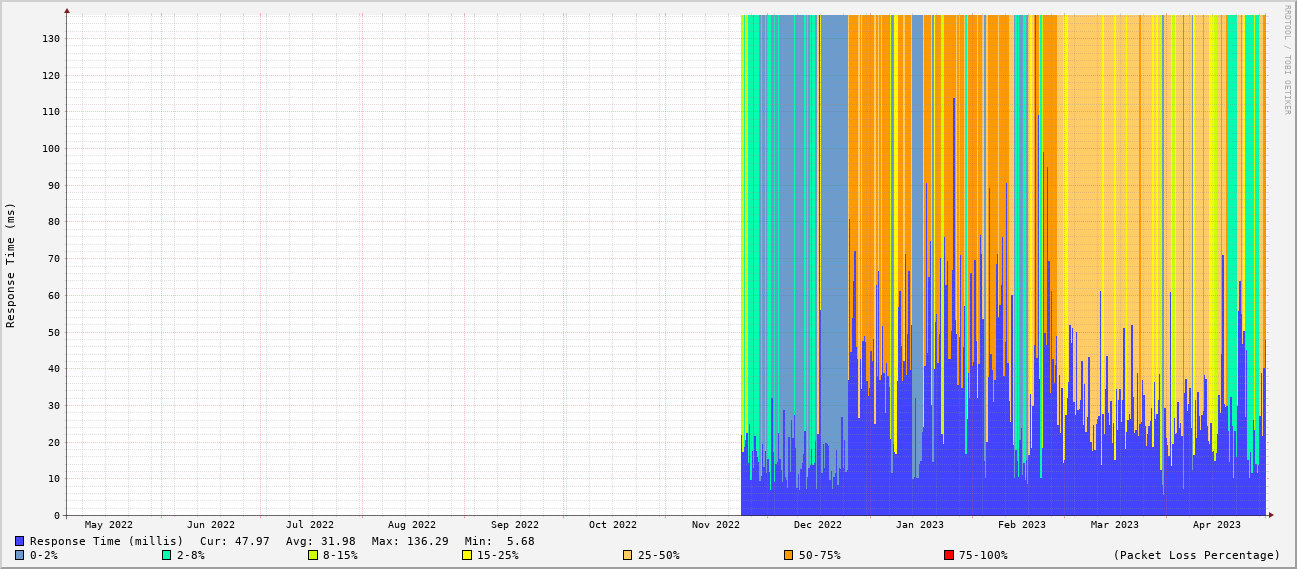 RRDTOOL / TOBI OETIKER
Response Time (ms)
130
120
110
100
90
80
70
60
50
40
30
20
10
0
May 2022 Jun 2022 Jul 2022 Aug 2022 Sep 2022 Oct 2022 Nov 2022 Dec 2022 Jan 2023 Feb 2023 Mar 2023 Apr 2023
Response Time (millis) Cur: 47.97 Avg: 31.98 Max: 136.29 Min: 5.68
0-2% 2-8% 8-15% 15-25% 25-50% 50-75% 75-100% (Packet Loss Percentage)